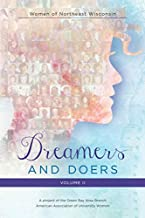 Women of Northeast Wisconsin
Dreamers
AND DOERS
VOLUME II
A project of the Green Bay Area Branch
American Association of University Women